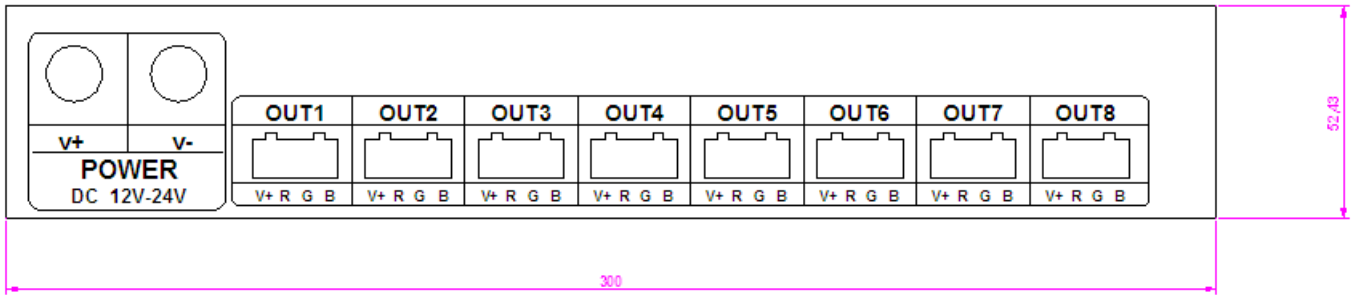 V+ V-
POWER
DC 12V-24V
OUT1 OUT2 OUT3 OUT4 OUT5 OUT6 OUT7 OUT8
V+ R G B V+ R G B V+ R G B V+ R G B V+ R G B V+ R G B V+ R G B V+ R G B
52,43
300